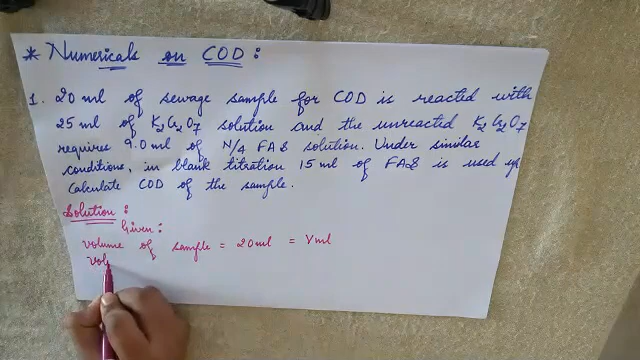 * Numericals on COD :
1. 20 ml of sewage sample for COD is reacted with
25 ml of K2Cr2O7 solution and the unreacted K2Cr2O7
requires 9.0 ml of N/4 FAS solution. Under similar
conditions, in blank titration 15 ml of FAS is used up
Calculate COD of the sample.
Solution :
Given :
volume of sample = 20 ml = V ml
vol